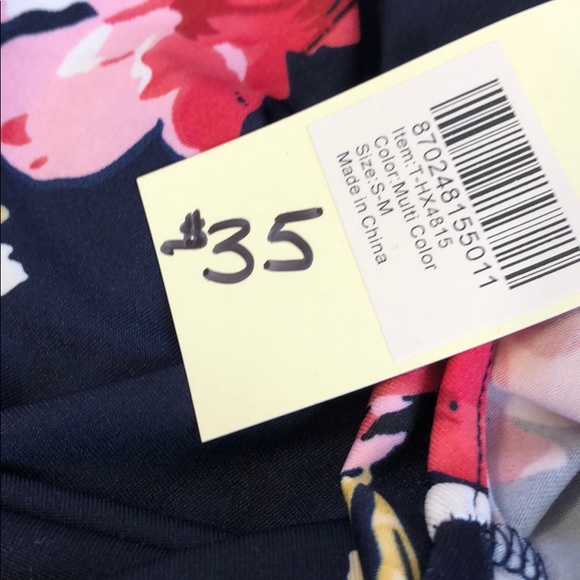 $35
870248155011
Item:T-HX4815
Color:Multi Color
Size:S-M
Made in China